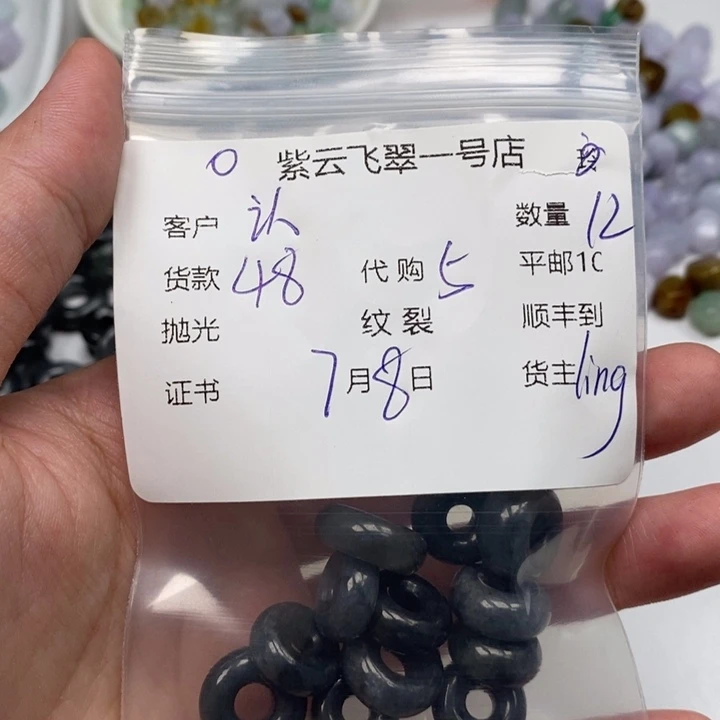 紫云飞翠一号店
客户 认 数量 12
货款 48 代购 5 平邮1C
抛光 纹裂 顺丰到
证书 7月8日 货主 ling